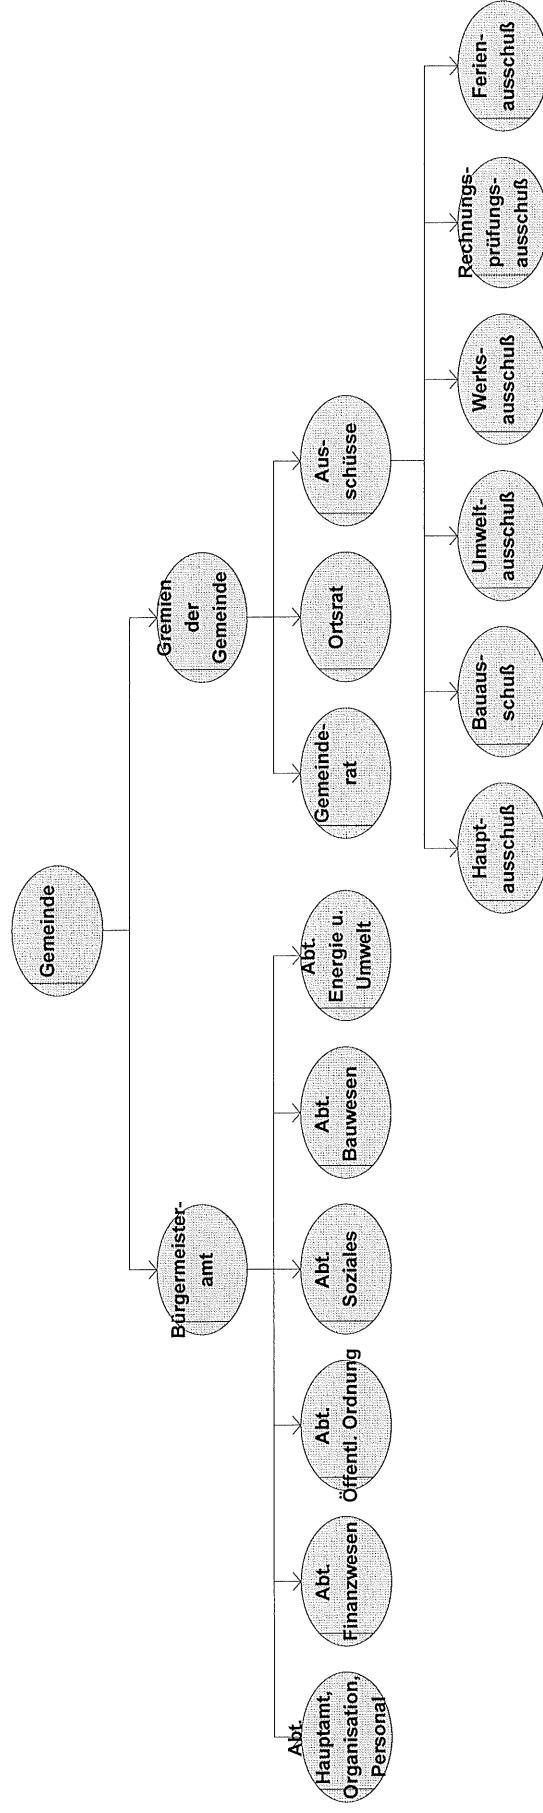 Gemeinde
Bürgermeister-
amt
Gremien
der
Gemeinde
Abt.
Hauptamt,
Organisation,
Personal
Abt.
Finanzwesen
Abt.
Öffentl. Ordnung
Abt.
Soziales
Abt.
Bauwesen
Abt.
Energie u.
Umwelt
Gemeinde-
rat
Ortsrat
Aus-
schüsse
Haupt-
ausschuß
Bauaus-
schuß
Umwelt-
ausschuß
Werks-
ausschuß
Rechnungs-
prüfungs-
ausschuß
Ferien-
ausschuß